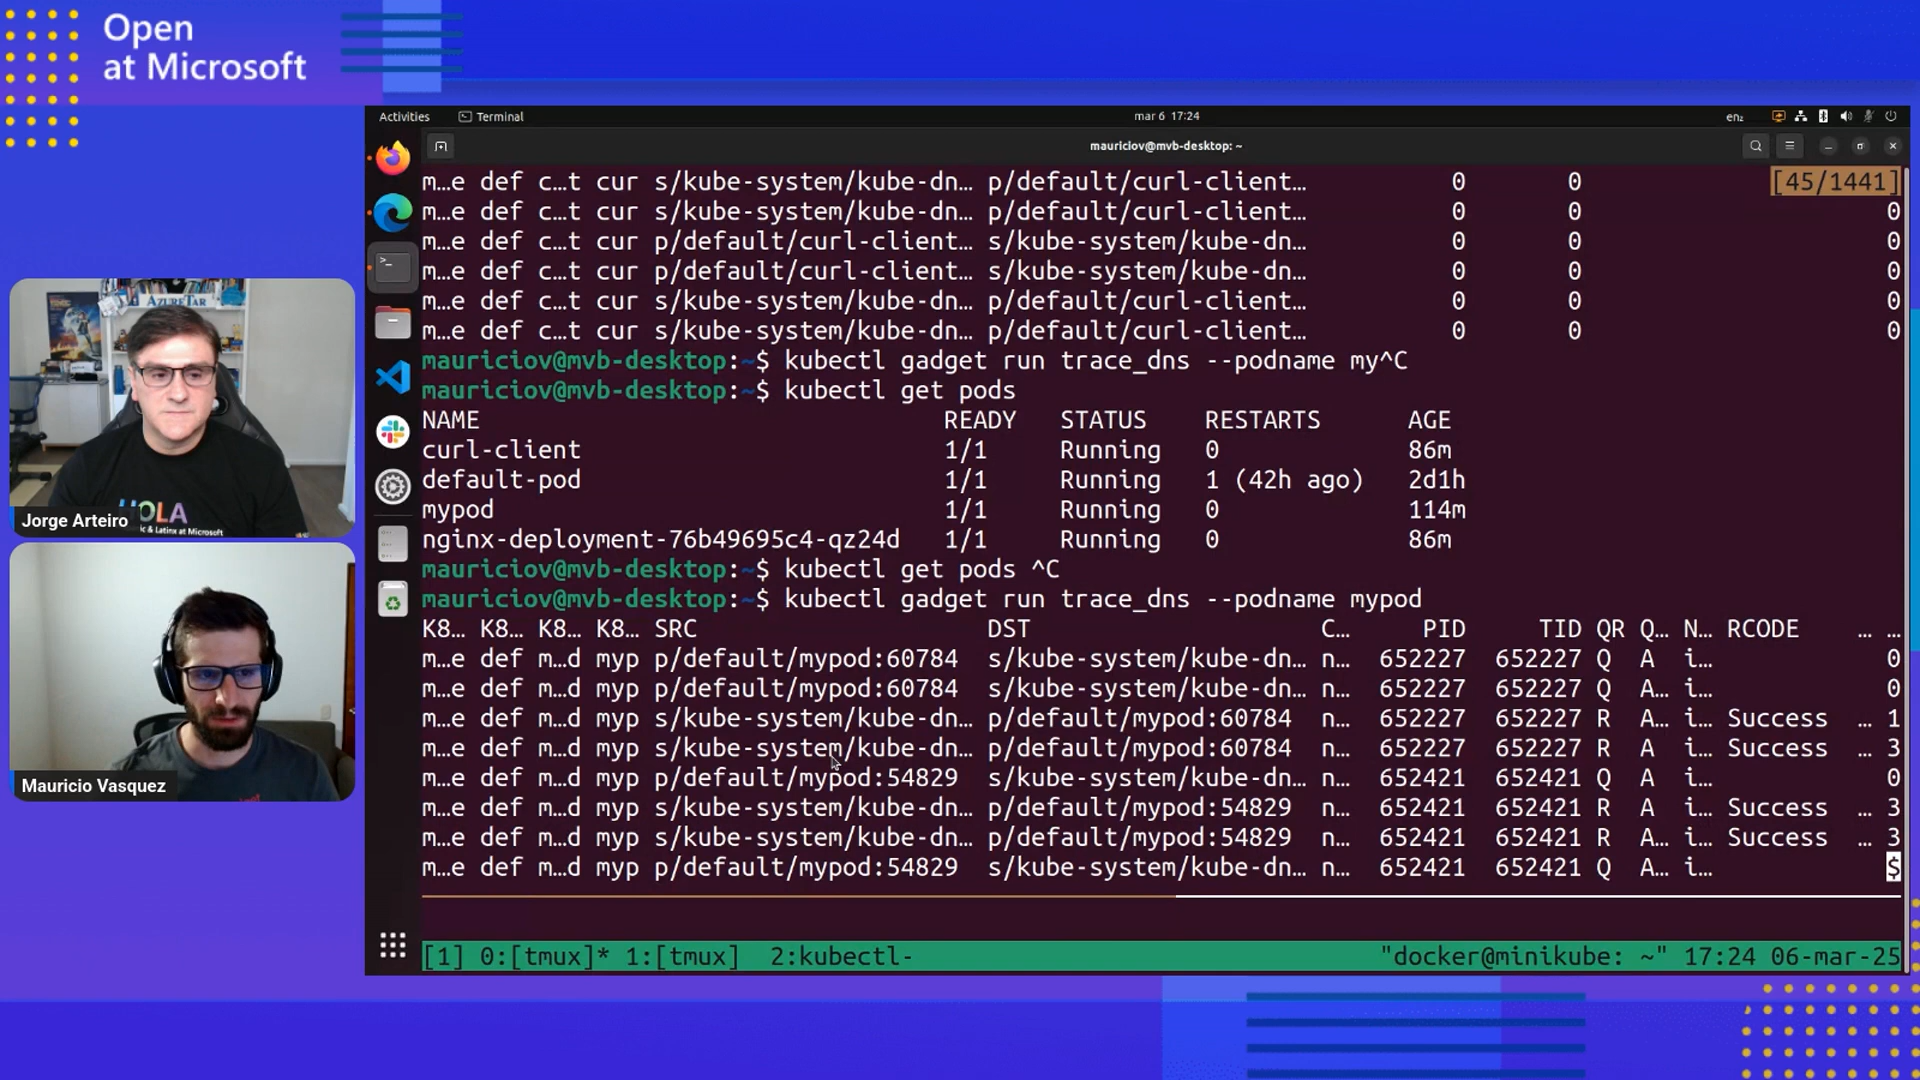 Open
at Microsoft
Activities Terminal mar 6 17:24 en₂
mauriciov@mvb-desktop: ~
m…e def c…t cur s/kube-system/kube-dn… p/default/curl-client… 0 0 [45/1441]
m…e def c…t cur s/kube-system/kube-dn… p/default/curl-client… 0 0 0
m…e def c…t cur p/default/curl-client… s/kube-system/kube-dn… 0 0 0
m…e def c…t cur p/default/curl-client… s/kube-system/kube-dn… 0 0 0
m…e def c…t cur s/kube-system/kube-dn… p/default/curl-client… 0 0 0
m…e def c…t cur s/kube-system/kube-dn… p/default/curl-client… 0 0 0
mauriciov@mvb-desktop:~$ kubectl gadget run trace_dns --podname my^C
mauriciov@mvb-desktop:~$ kubectl get pods
NAME READY STATUS RESTARTS AGE
curl-client 1/1 Running 0 86m
default-pod 1/1 Running 1 (42h ago) 2d1h
mypod 1/1 Running 0 114m
nginx-deployment-76b49695c4-qz24d 1/1 Running 0 86m
mauriciov@mvb-desktop:~$ kubectl get pods ^C
mauriciov@mvb-desktop:~$ kubectl gadget run trace_dns --podname mypod
K8… K8… K8… K8… SRC DST C… PID TID QR Q… N… RCODE … …
m…e def m…d myp p/default/mypod:60784 s/kube-system/kube-dn… n… 652227 652227 Q A i… 0
m…e def m…d myp p/default/mypod:60784 s/kube-system/kube-dn… n… 652227 652227 Q A… i… 0
m…e def m…d myp s/kube-system/kube-dn… p/default/mypod:60784 n… 652227 652227 R A… i… Success … 1
m…e def m…d myp s/kube-system/kube-dn… p/default/mypod:60784 n… 652227 652227 R A i… Success … 3
m…e def m…d myp p/default/mypod:54829 s/kube-system/kube-dn… n… 652421 652421 Q A i… 0
m…e def m…d myp s/kube-system/kube-dn… p/default/mypod:54829 n… 652421 652421 R A i… Success … 3
m…e def m…d myp s/kube-system/kube-dn… p/default/mypod:54829 n… 652421 652421 R A… i… Success … 3
m…e def m…d myp p/default/mypod:54829 s/kube-system/kube-dn… n… 652421 652421 Q A… i… $
[1] 0:[tmux]* 1:[tmux] 2:kubectl- "docker@minikube: ~" 17:24 06-mar-25
AZURETAR
HOLA
ic & Latinx at Microsoft
Jorge Arteiro
Mauricio Vasquez